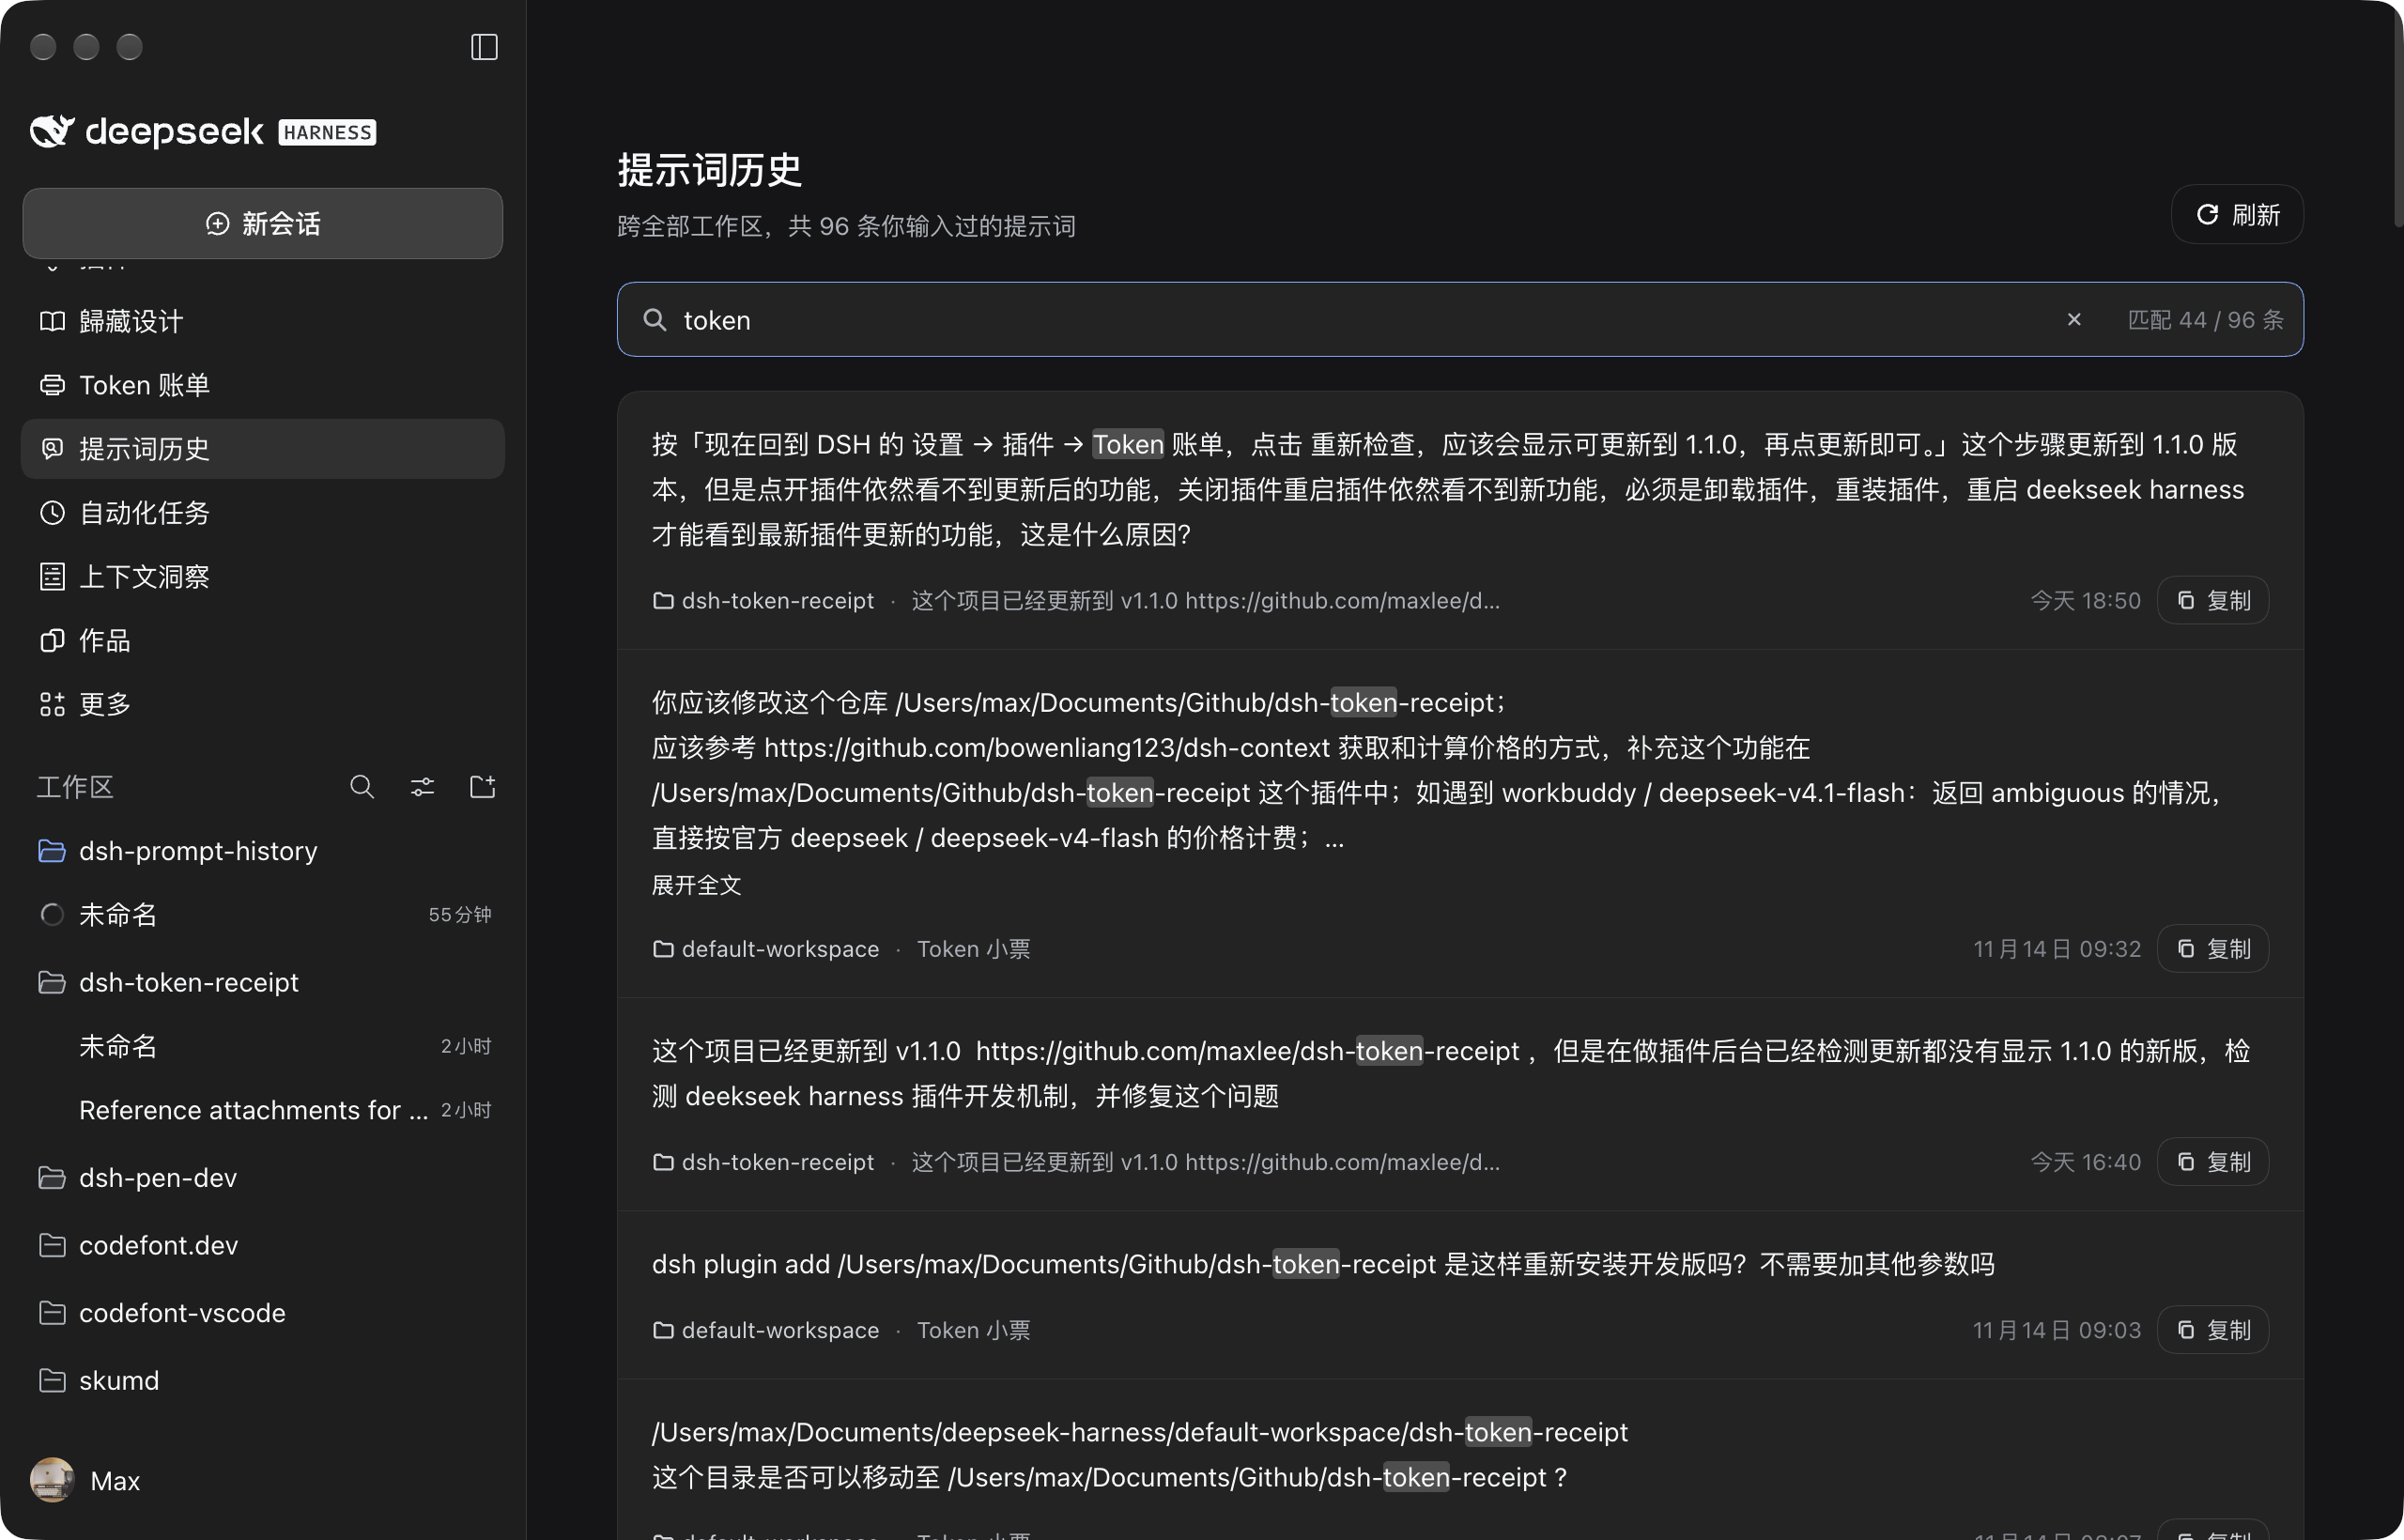 deepseek HARNESS
新会话
歸藏设计
Token 账单
提示词历史
自动化任务
上下文洞察
作品
更多
工作区
dsh-prompt-history
未命名 55分钟
dsh-token-receipt
未命名 2小时
Reference attachments for ... 2小时
dsh-pen-dev
codefont.dev
codefont-vscode
skumd
Max
提示词历史
跨全部工作区，共 96 条你输入过的提示词
刷新
token
匹配 44 / 96 条
按「现在回到 DSH 的 设置 → 插件 → Token 账单，点击 重新检查，应该会显示可更新到 1.1.0，再点更新即可。」这个步骤更新到 1.1.0 版
本，但是点开插件依然看不到更新后的功能，关闭插件重启插件依然看不到新功能，必须是卸载插件，重装插件，重启 deekseek harness
才能看到最新插件更新的功能，这是什么原因？
dsh-token-receipt · 这个项目已经更新到 v1.1.0 https://github.com/maxlee/d...
今天 18:50 复制
你应该修改这个仓库 /Users/max/Documents/Github/dsh-token-receipt；
应该参考 https://github.com/bowenliang123/dsh-context 获取和计算价格的方式，补充这个功能在
/Users/max/Documents/Github/dsh-token-receipt 这个插件中；如遇到 workbuddy / deepseek-v4.1-flash：返回 ambiguous 的情况，
直接按官方 deepseek / deepseek-v4-flash 的价格计费；...
展开全文
default-workspace · Token 小票
11月14日 09:32 复制
这个项目已经更新到 v1.1.0 https://github.com/maxlee/dsh-token-receipt ，但是在做插件后台已经检测更新都没有显示 1.1.0 的新版，检
测 deekseek harness 插件开发机制，并修复这个问题
dsh-token-receipt · 这个项目已经更新到 v1.1.0 https://github.com/maxlee/d...
今天 16:40 复制
dsh plugin add /Users/max/Documents/Github/dsh-token-receipt 是这样重新安装开发版吗？不需要加其他参数吗
default-workspace · Token 小票
11月14日 09:03 复制
/Users/max/Documents/deepseek-harness/default-workspace/dsh-token-receipt
这个目录是否可以移动至 /Users/max/Documents/Github/dsh-token-receipt ?